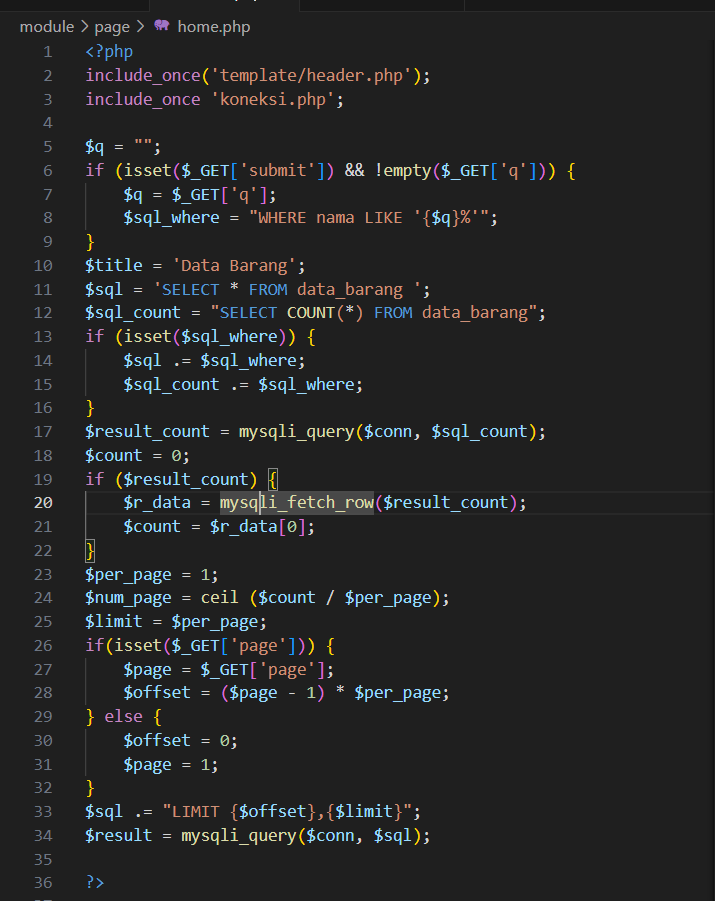 module > page > home.php
1 <?php
2 include_once('template/header.php');
3 include_once 'koneksi.php';
4
5 $q = "";
6 if (isset($_GET['submit']) && !empty($_GET['q'])) {
7     $q = $_GET['q'];
8     $sql_where = "WHERE nama LIKE '{$q}%'";
9 }
10 $title = 'Data Barang';
11 $sql = 'SELECT * FROM data_barang ';
12 $sql_count = "SELECT COUNT(*) FROM data_barang";
13 if (isset($sql_where)) {
14     $sql .= $sql_where;
15     $sql_count .= $sql_where;
16 }
17 $result_count = mysqli_query($conn, $sql_count);
18 $count = 0;
19 if ($result_count) {
20     $r_data = mysqli_fetch_row($result_count);
21     $count = $r_data[0];
22 }
23 $per_page = 1;
24 $num_page = ceil ($count / $per_page);
25 $limit = $per_page;
26 if(isset($_GET['page'])) {
27     $page = $_GET['page'];
28     $offset = ($page - 1) * $per_page;
29 } else {
30     $offset = 0;
31     $page = 1;
32 }
33 $sql .= "LIMIT {$offset},{$limit}";
34 $result = mysqli_query($conn, $sql);
35
36 ?>